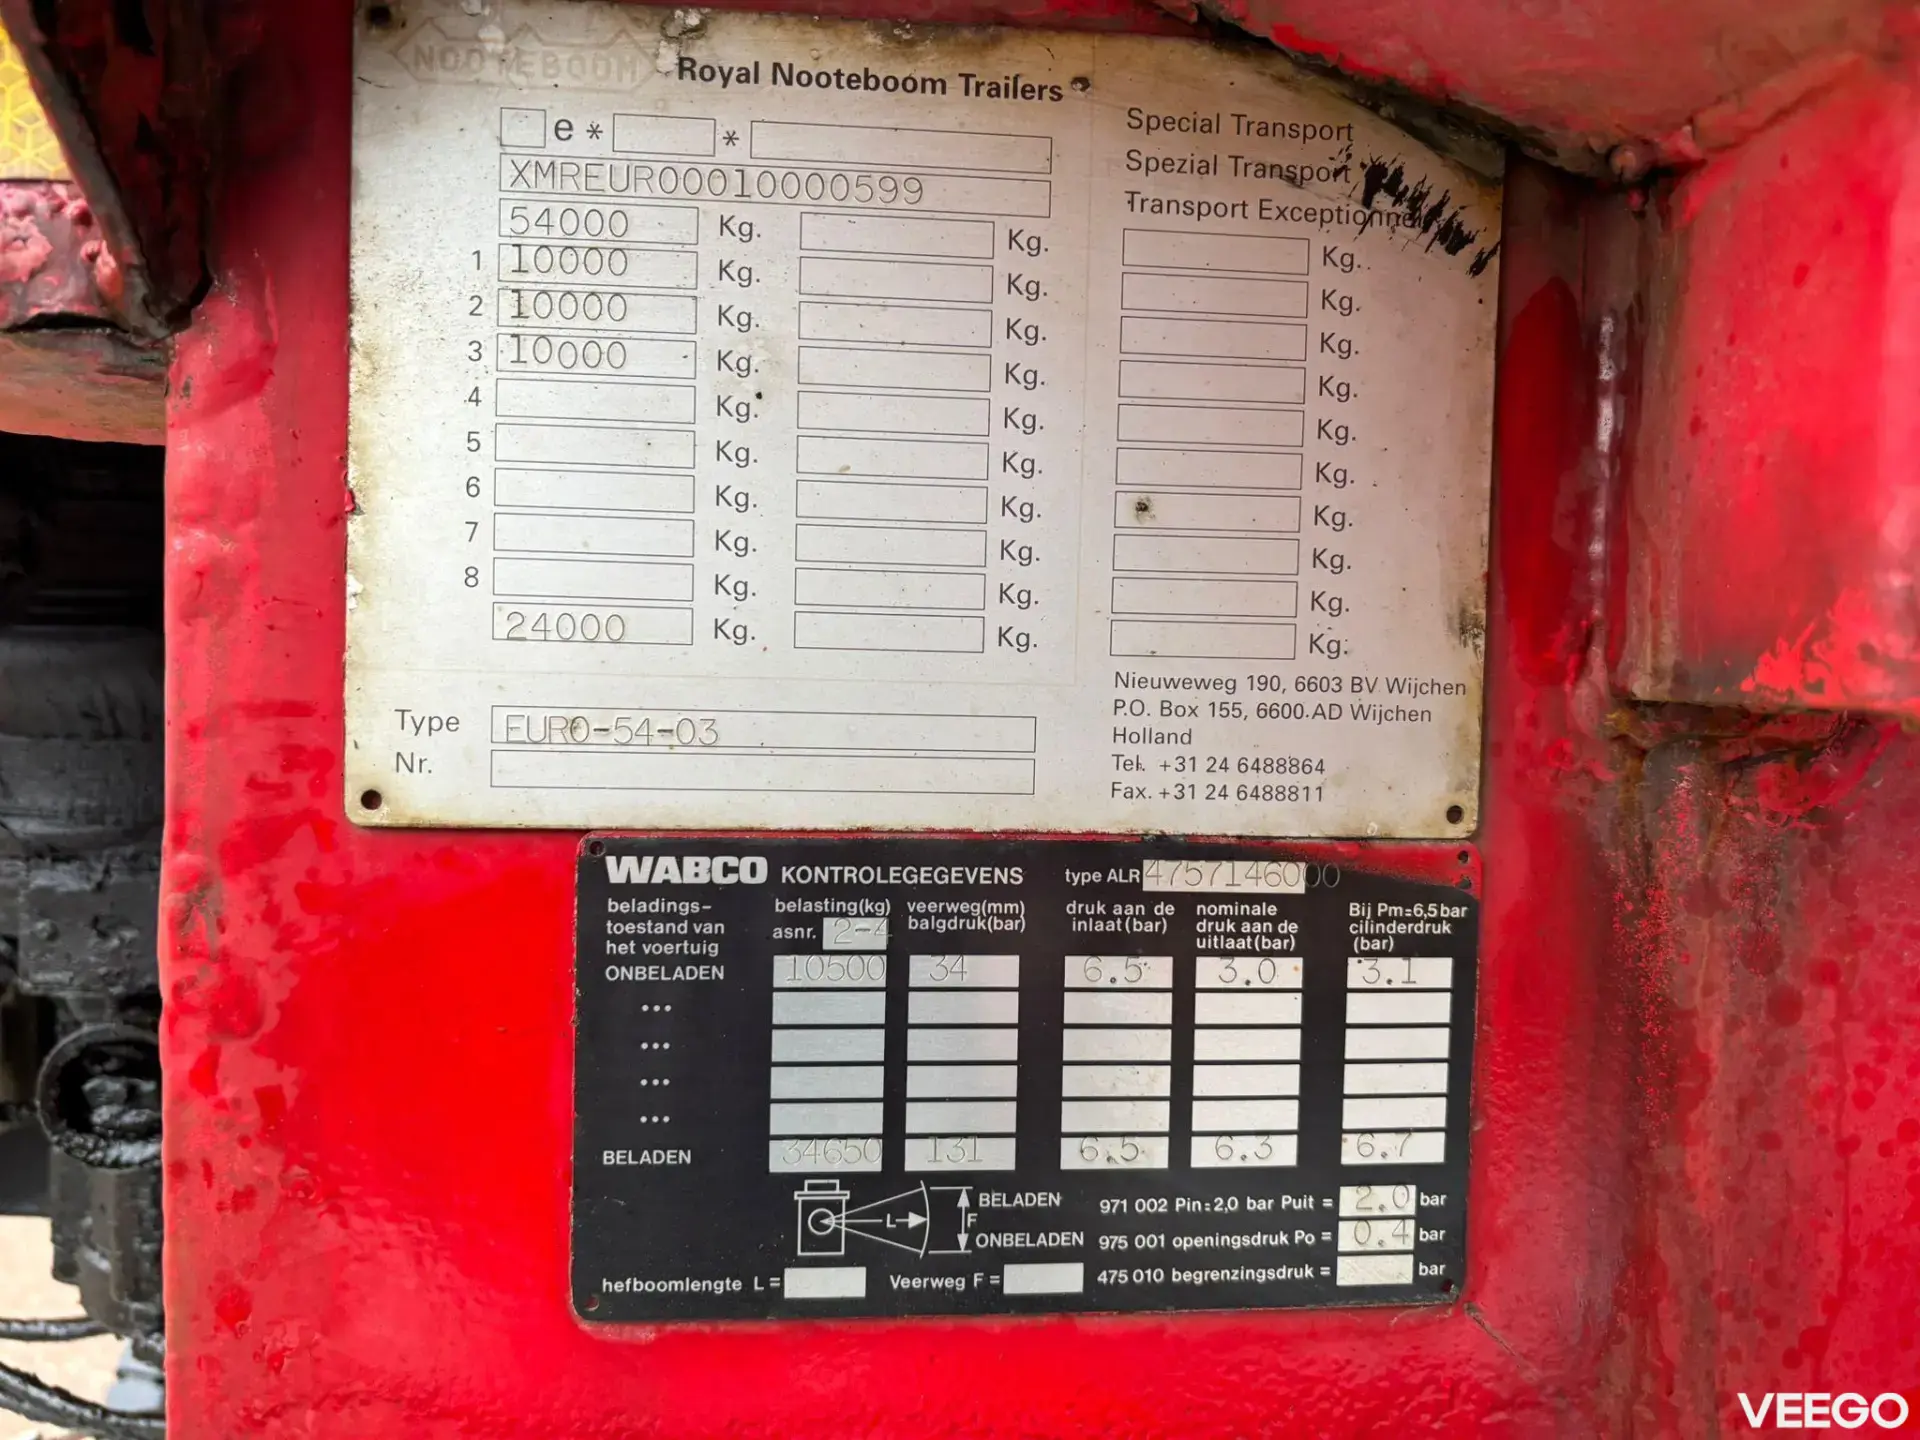 NOOTEBOOM
Royal Nooteboom Trailers
e * *
XMREUR00010000599
54000 Kg. Kg.
1 10000 Kg. Kg.
2 10000 Kg. Kg.
3 10000 Kg. Kg.
4 Kg. Kg.
5 Kg. Kg.
6 Kg. Kg.
7 Kg. Kg.
8 Kg. Kg.
24000 Kg. Kg.
Type EURO-54-03
Nr.
Special Transport
Spezial Transport
Transport Exceptionnel
Kg.
Kg.
Kg.
Kg.
Kg.
Kg.
Kg.
Kg.
Kg.
Kg.
Nieuweweg 190, 6603 BV Wijchen
P.O. Box 155, 6600 AD Wijchen
Holland
Tel. +31 24 6488864
Fax. +31 24 6488811
WABCO KONTROLEGEGEVENS type ALR 4757146000
beladings-
toestand van
het voertuig
belasting(kg)
asnr. 2-4
veerweg(mm)
balgdruk(bar)
druk aan de
inlaat(bar)
nominale
druk aan de
uitlaat(bar)
Bij Pm=6,5bar
cilinderdruk
(bar)
ONBELADEN 10500 34 6.5 3.0 3.1
...
...
...
...
BELADEN 34650 131 6.5 6.3 6.7
L
F
BELADEN
ONBELADEN
971 002 Pin=2,0 bar Puit = 2.0 bar
975 001 openingsdruk Po = 0.4 bar
hefboomlengte L = Veerweg F = 475 010 begrenzingsdruk = bar
VEEGO